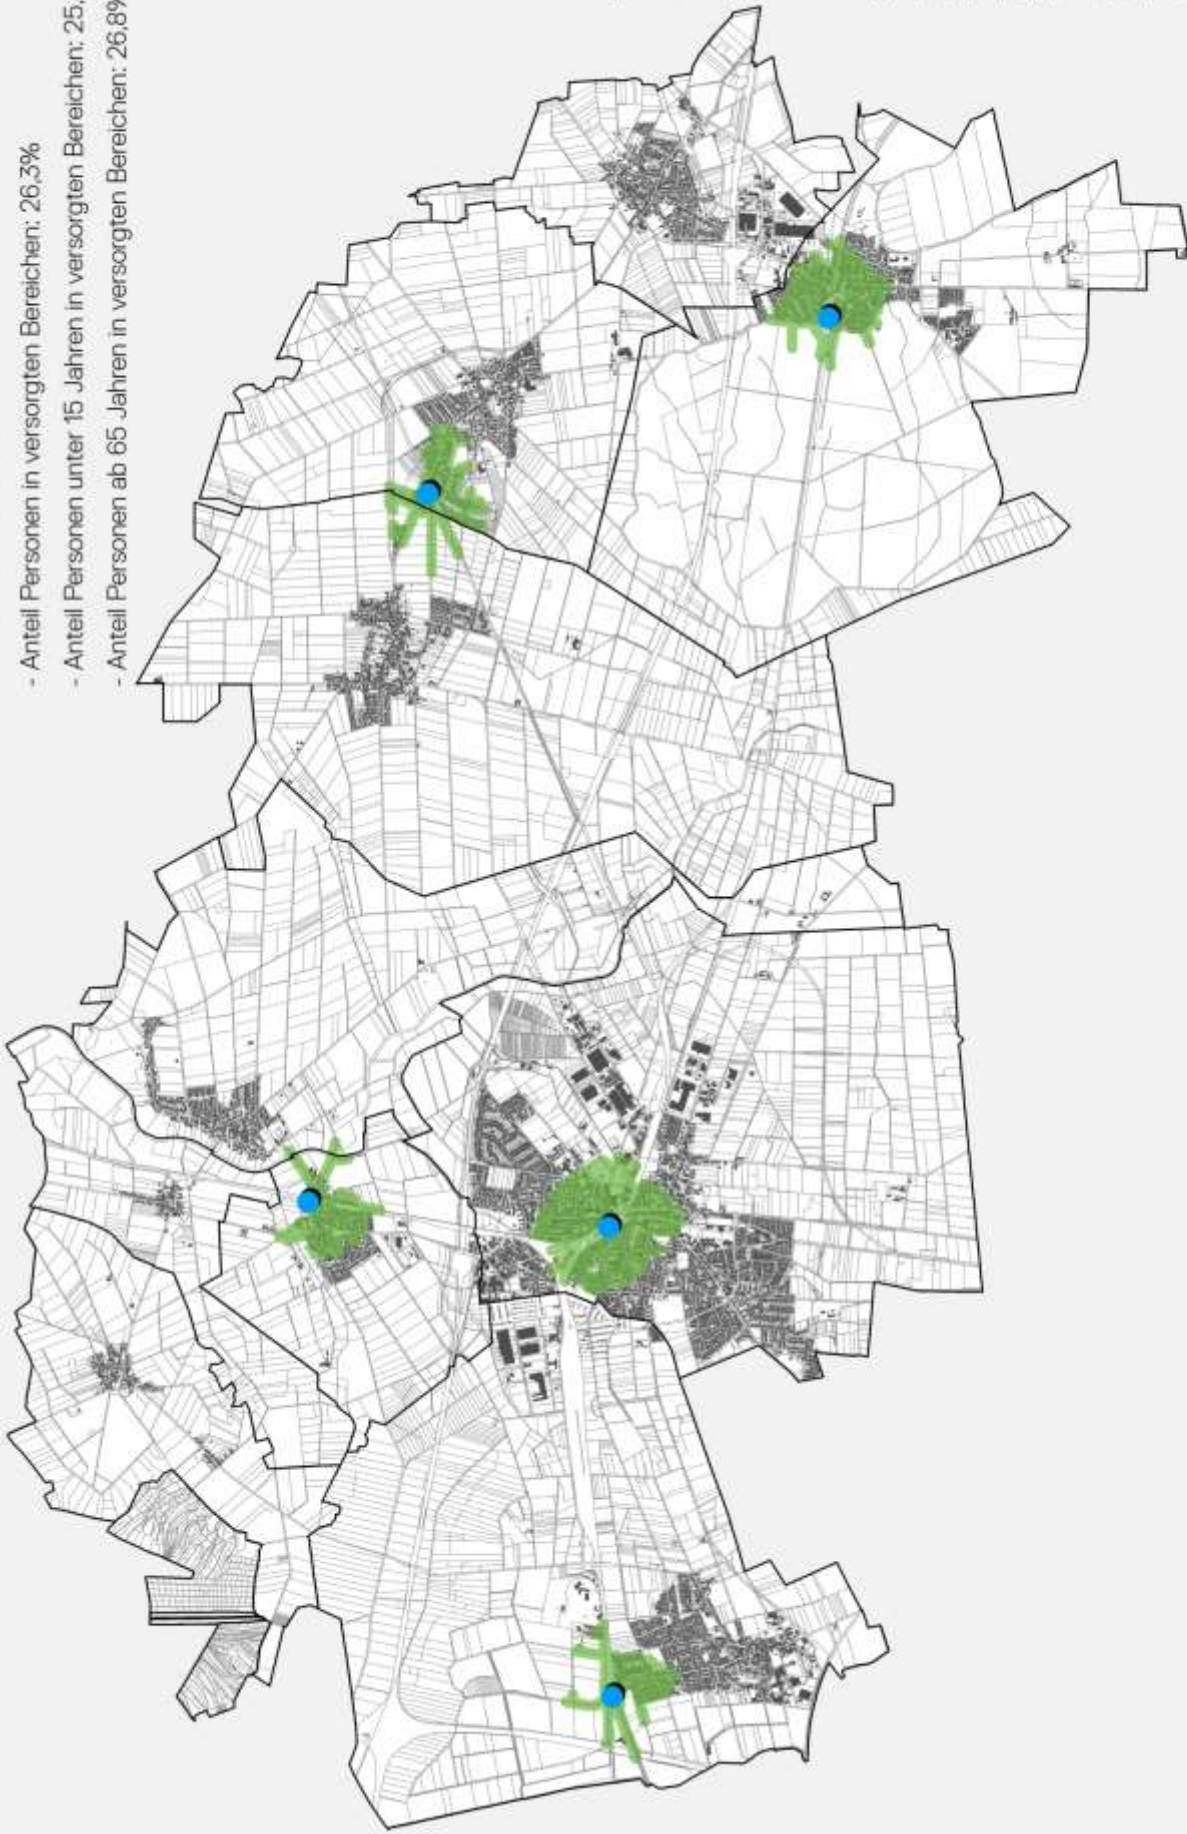 - Anteil Personen in versorgten Bereichen: 26,3%
- Anteil Personen unter 15 Jahren in versorgten Bereichen: 25,
- Anteil Personen ab 65 Jahren in versorgten Bereichen: 26,8%